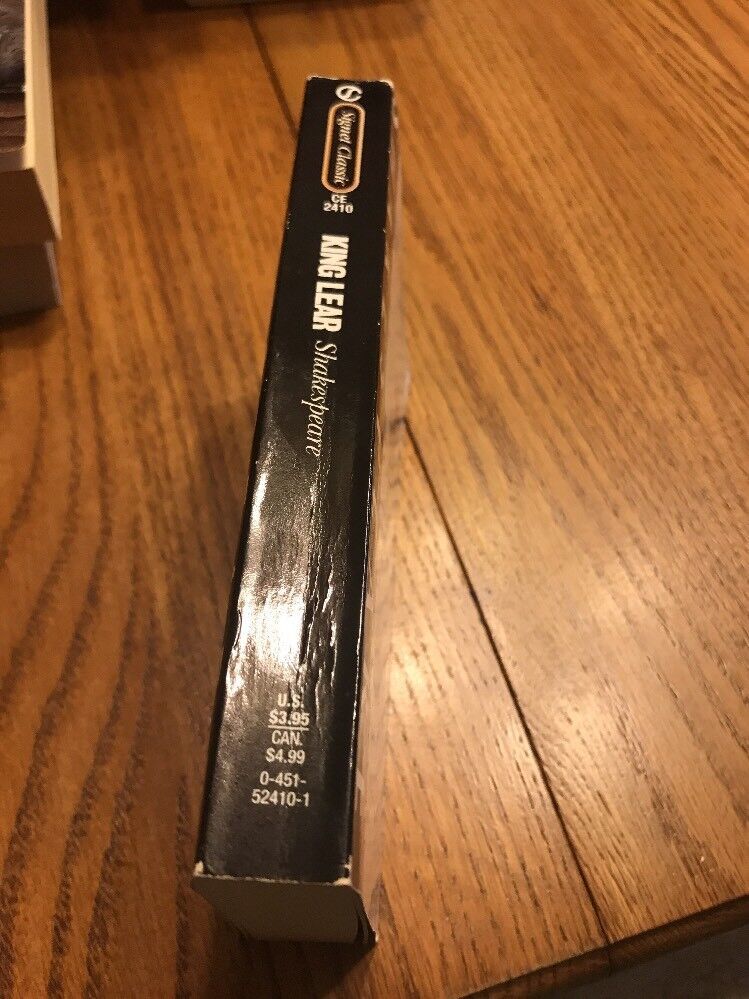 Signet Classic
CE
2410
KING LEAR Shakespeare
U.S.
$3.95
CAN.
$4.99
0-451-
52410-1